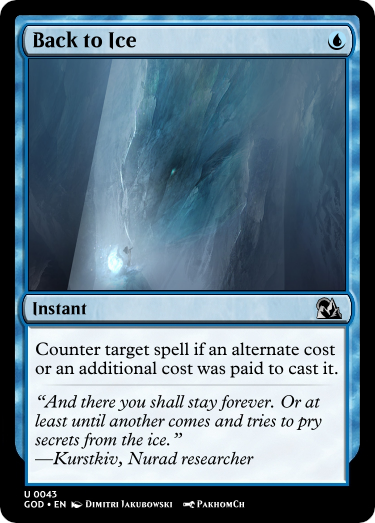 Back to Ice
Instant
Counter target spell if an alternate cost
or an additional cost was paid to cast it.
“And there you shall stay forever. Or at
least until another comes and tries to pry
secrets from the ice.”
—Kurstkiv, Nurad researcher
U 0043
GOD • EN Dimitri Jakubowski PakhomCh